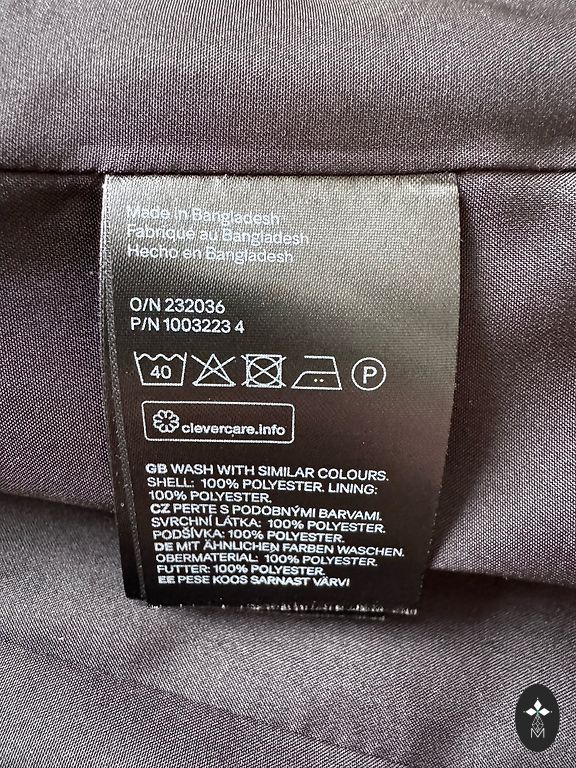 Made in Bangladesh
Fabriqué au Bangladesh
Hecho en Bangladesh
O/N 232036
P/N 1003223 4
40
P
clevercare.info
GB WASH WITH SIMILAR COLOURS.
SHELL: 100% POLYESTER. LINING:
100% POLYESTER.
CZ PERTE S PODOBNÝMI BARVAMI.
SVRCHNÍ LÁTKA: 100% POLYESTER.
PODŠÍVKA: 100% POLYESTER.
DE MIT ÄHNLICHEN FARBEN WASCHEN.
OBERMATERIAL: 100% POLYESTER.
FUTTER: 100% POLYESTER.
EE PESE KOOS SARNAST VÄRVI
M